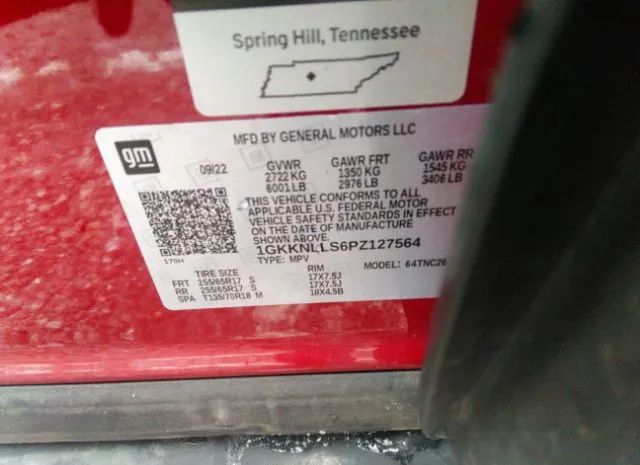 Spring Hill, Tennessee
gm
MFD BY GENERAL MOTORS LLC
09/22 GVWR GAWR FRT GAWR RR
2722 KG 1350 KG 1545 KG
6001 LB 2976 LB 3406 LB
THIS VEHICLE CONFORMS TO ALL
APPLICABLE U.S. FEDERAL MOTOR
VEHICLE SAFETY STANDARDS IN EFFECT
ON THE DATE OF MANUFACTURE
SHOWN ABOVE.
1GKKNLLS6PZ127564
170H TYPE: MPV MODEL: 64TNC26
TIRE SIZE RIM
FRT 255/65R17 S 17X7.5J
RR 255/65R17 S 17X7.5J
SPA T135/70R18 M 18X4.5B